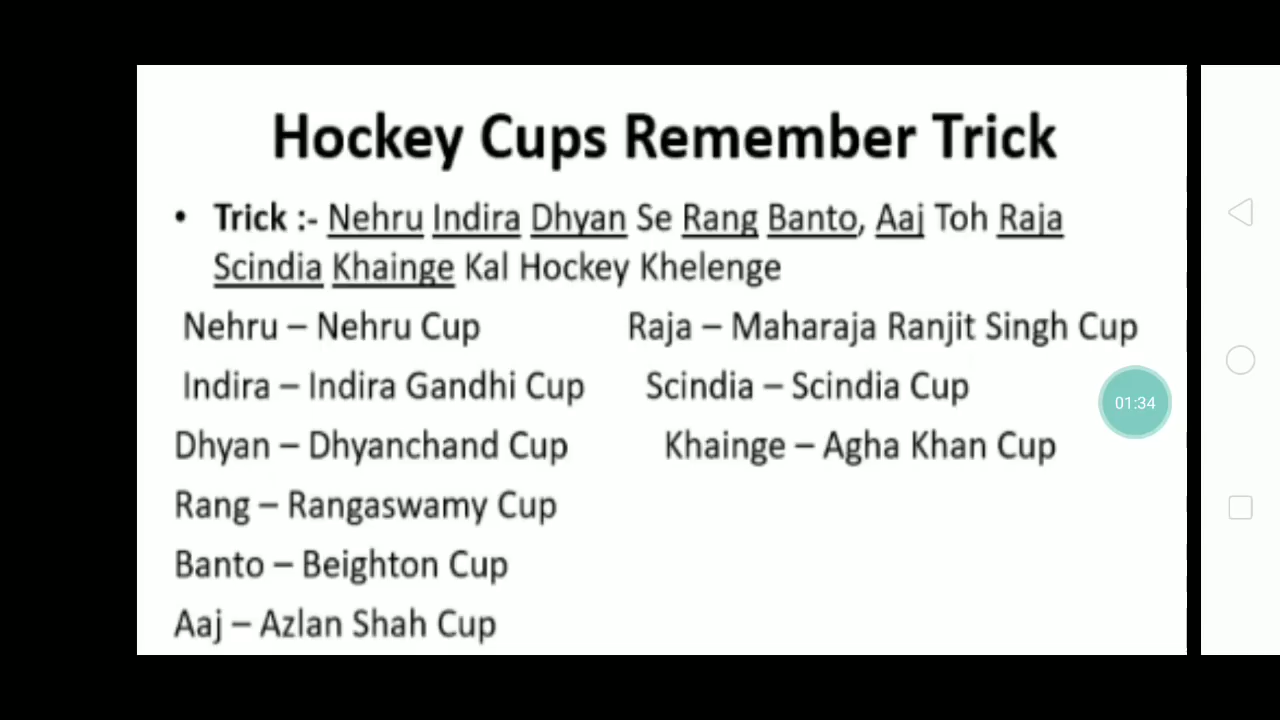 Hockey Cups Remember Trick
• Trick :- Nehru Indira Dhyan Se Rang Banto, Aaj Toh Raja
Scindia Khainge Kal Hockey Khelenge
Nehru – Nehru Cup Raja – Maharaja Ranjit Singh Cup
Indira – Indira Gandhi Cup Scindia – Scindia Cup
01:34
Dhyan – Dhyanchand Cup Khainge – Agha Khan Cup
Rang – Rangaswamy Cup
Banto – Beighton Cup
Aaj – Azlan Shah Cup